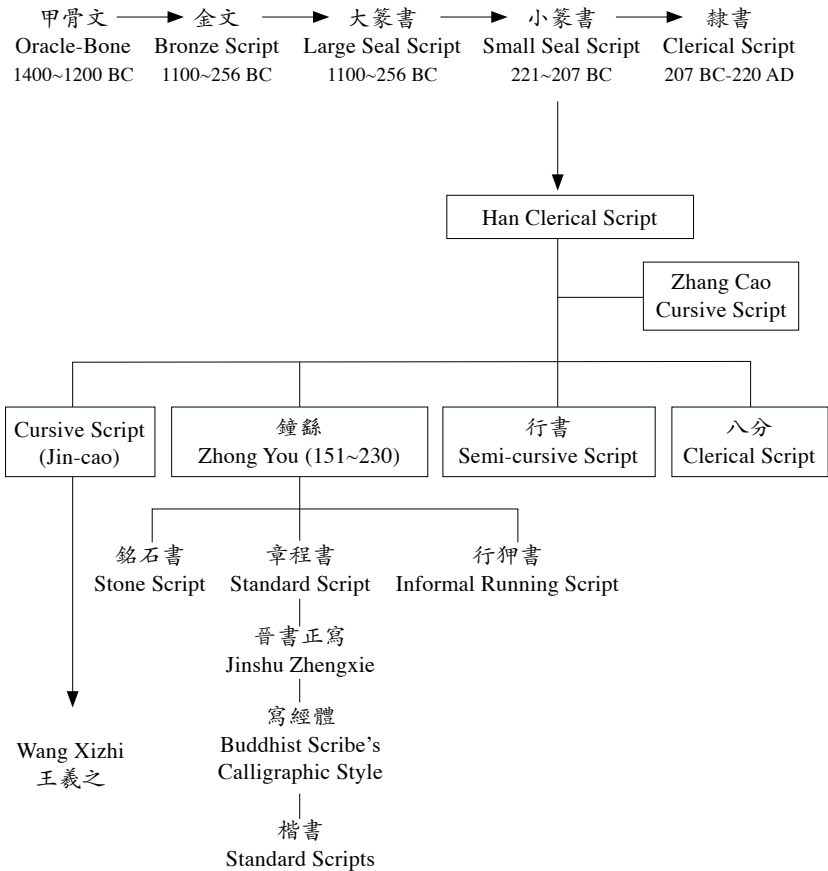 甲骨文 金文 大篆書 小篆書 隸書
Oracle-Bone Bronze Script Large Seal Script Small Seal Script Clerical Script
1400~1200 BC 1100~256 BC 1100~256 BC 221~207 BC 207 BC-220 AD
Han Clerical Script
Zhang Cao
Cursive Script
Cursive Script
(Jin-cao)
鐘繇
Zhong You (151~230)
行書
Semi-cursive Script
八分
Clerical Script
銘石書
Stone Script
章程書
Standard Script
行狎書
Informal Running Script
晉書正寫
Jinshu Zhengxie
寫經體
Buddhist Scribe's
Calligraphic Style
Wang Xizhi
王羲之
楷書
Standard Scripts